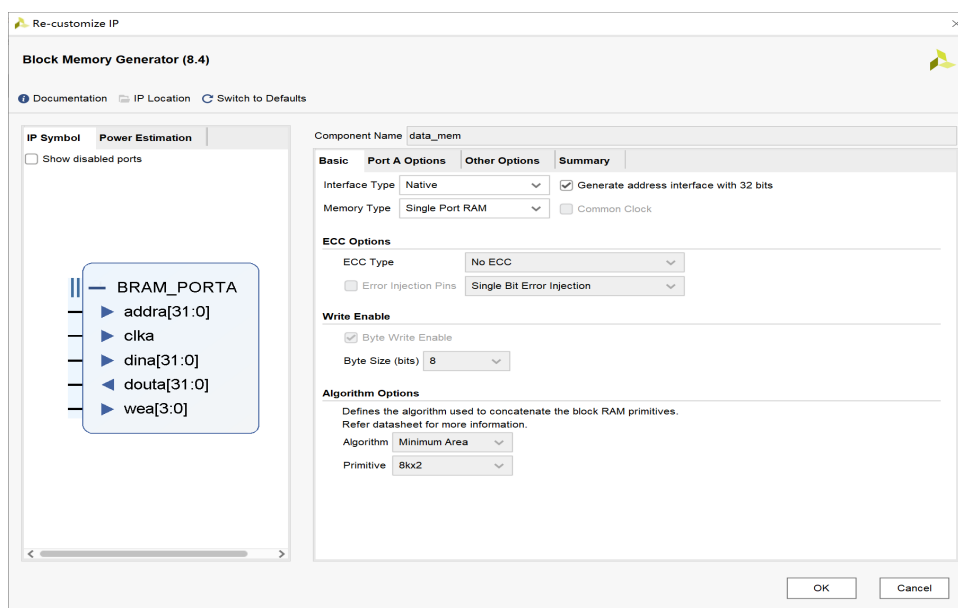 Re-customize IP
Block Memory Generator (8.4)
Documentation IP Location Switch to Defaults
IP Symbol Power Estimation
Show disabled ports
BRAM_PORTA
addra[31:0]
clka
dina[31:0]
douta[31:0]
wea[3:0]
Component Name data_mem
Basic Port A Options Other Options Summary
Interface Type Native Generate address interface with 32 bits
Memory Type Single Port RAM Common Clock
ECC Options
ECC Type No ECC
Error Injection Pins Single Bit Error Injection
Write Enable
Byte Write Enable
Byte Size (bits) 8
Algorithm Options
Defines the algorithm used to concatenate the block RAM primitives.
Refer datasheet for more information.
Algorithm Minimum Area
Primitive 8kx2
OK Cancel